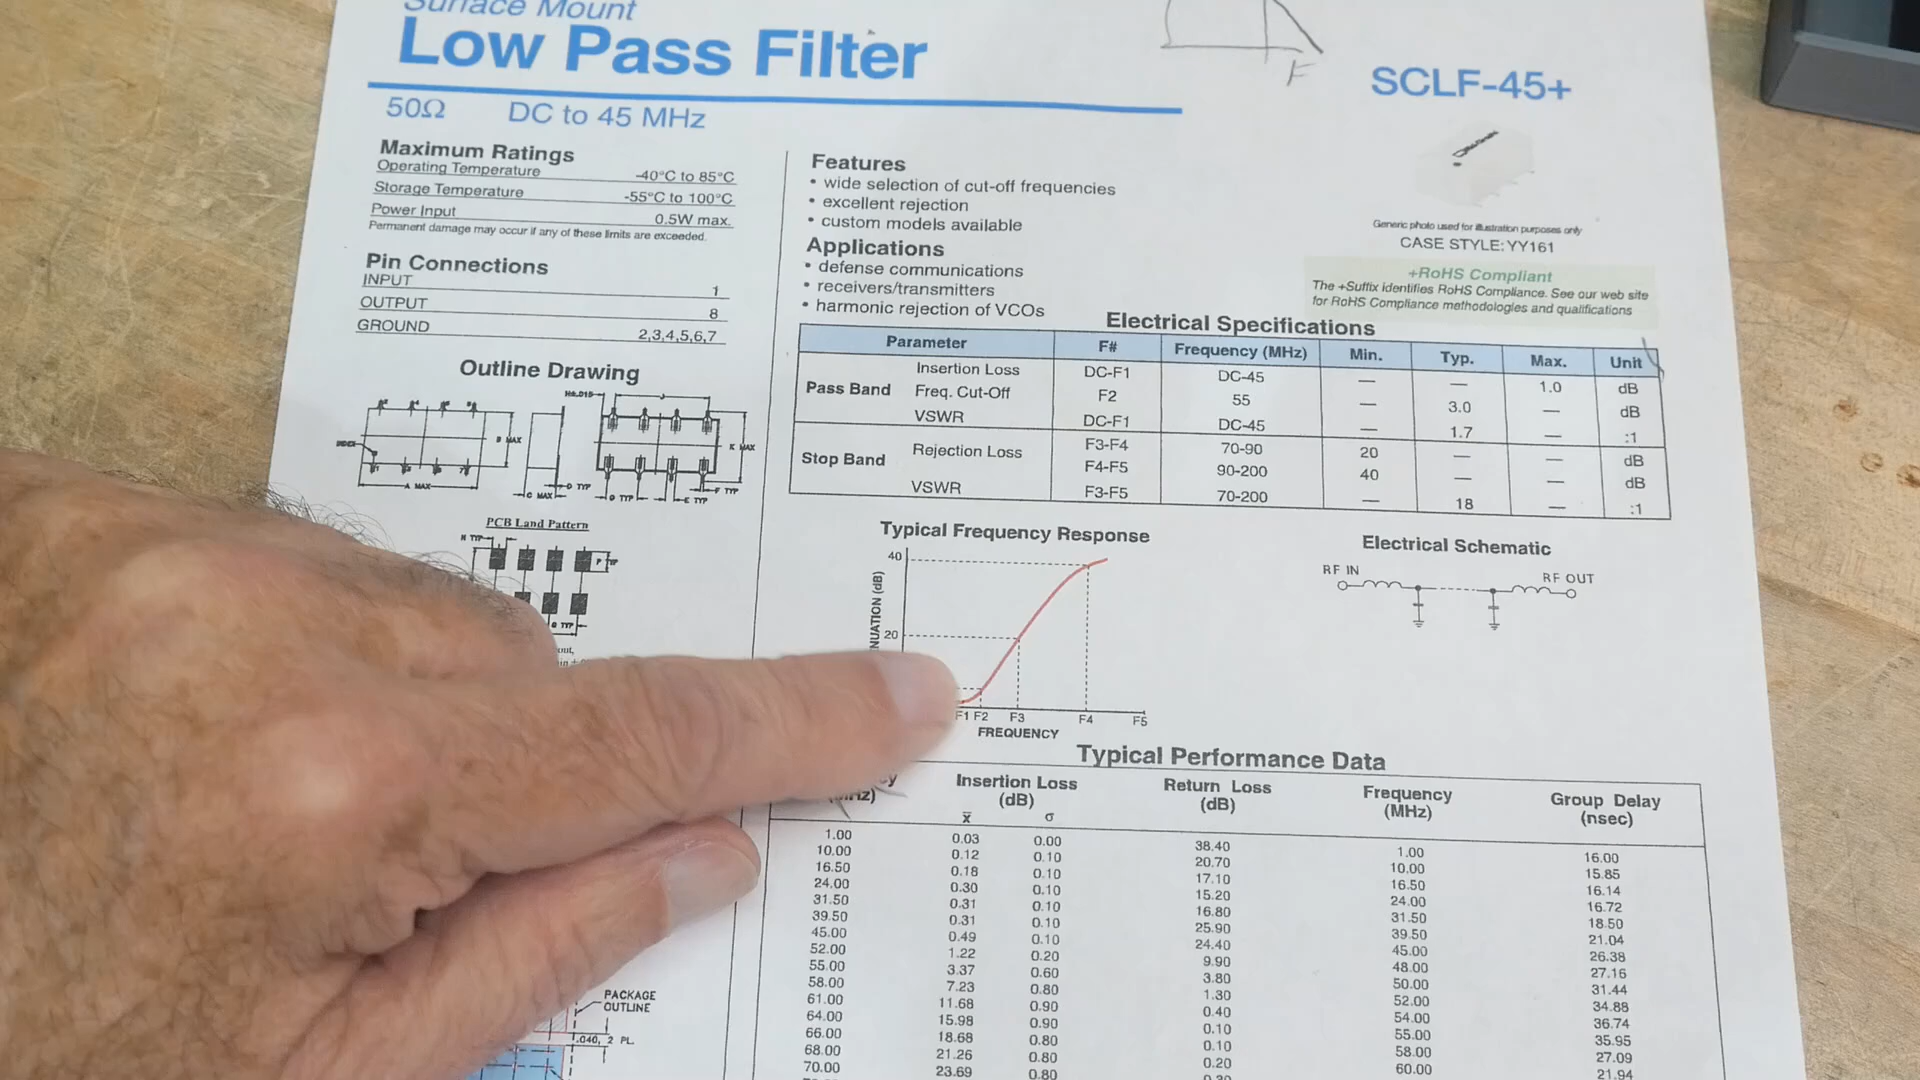 Surface Mount
Low Pass Filter
F
SCLF-45+
50Ω DC to 45 MHz
Maximum Ratings
Operating Temperature -40°C to 85°C
Storage Temperature -55°C to 100°C
Power Input 0.5W max.
Permanent damage may occur if any of these limits are exceeded.
Pin Connections
INPUT 1
OUTPUT 8
GROUND 2,3,4,5,6,7
Outline Drawing
B MAX
K MAX
A MAX
C MAX
D TYP
G TYP
E TYP
F TYP
PCB Land Pattern
N TYP
P TYP
TYP
PACKAGE
OUTLINE
.040, 2 PL.
Features
• wide selection of cut-off frequencies
• excellent rejection
• custom models available
Applications
• defense communications
• receivers/transmitters
• harmonic rejection of VCOs
Generic photo used for illustration purposes only
CASE STYLE: YY161
+RoHS Compliant
The +Suffix identifies RoHS Compliance. See our web site
for RoHS Compliance methodologies and qualifications
Electrical Specifications
Parameter F# Frequency (MHz) Min. Typ. Max. Unit
Pass Band Insertion Loss DC-F1 DC-45 — — 1.0 dB
Freq. Cut-Off F2 55 — 3.0 — dB
VSWR DC-F1 DC-45 — 1.7 — :1
Stop Band Rejection Loss F3-F4 70-90 20 — — dB
F4-F5 90-200 40 — — dB
VSWR F3-F5 70-200 — 18 — :1
Typical Frequency Response
40
20
NUATION (dB)
F1 F2 F3 F4 F5
FREQUENCY
Electrical Schematic
RF IN
RF OUT
Typical Performance Data
Insertion Loss
(dB)
x̄ σ
Return Loss
(dB)
Frequency
(MHz)
Group Delay
(nsec)
1.00 0.03 0.00 38.40 1.00 16.00
10.00 0.12 0.10 20.70 10.00 15.85
16.50 0.18 0.10 17.10 16.50 16.14
24.00 0.30 0.10 15.20 24.00 16.72
31.50 0.31 0.10 16.80 31.50 18.50
39.50 0.31 0.10 25.90 39.50 21.04
45.00 0.49 0.10 24.40 45.00 26.38
52.00 1.22 0.20 9.90 48.00 27.16
55.00 3.37 0.60 3.80 50.00 31.44
58.00 7.23 0.80 1.30 52.00 34.88
61.00 11.68 0.90 0.40 54.00 36.74
64.00 15.98 0.90 0.10 55.00 35.95
66.00 18.68 0.80 0.10 58.00 27.09
68.00 21.26 0.80 0.20 60.00 21.94
70.00 23.69 0.80